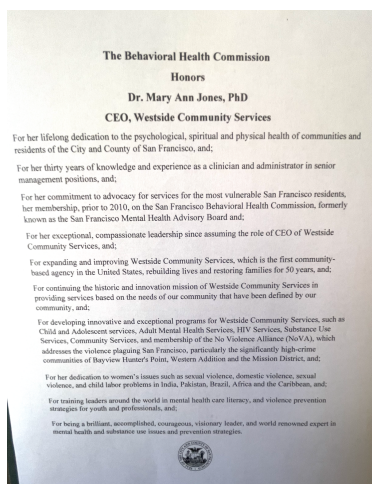 The Behavioral Health Commission
Honors
Dr. Mary Ann Jones, PhD
CEO, Westside Community Services
For her lifelong dedication to the psychological, spiritual and physical health of communities and
residents of the City and County of San Francisco, and;
For her thirty years of knowledge and experience as a clinician and administrator in senior
management positions, and;
For her commitment to advocacy for services for the most vulnerable San Francisco residents,
her membership, prior to 2010, on the San Francisco Behavioral Health Commission, formerly
known as the San Francisco Mental Health Advisory Board and;
For her exceptional, compassionate leadership since assuming the role of CEO of Westside
Community Services, and;
For expanding and improving Westside Community Services, which is the first community-
based agency in the United States, rebuilding lives and restoring families for 50 years, and;
For continuing the historic and innovation mission of Westside Community Services in
providing services based on the needs of our community that have been defined by our
community, and;
For developing innovative and exceptional programs for Westside Community Services, such as
Child and Adolescent services, Adult Mental Health Services, HIV Services, Substance Use
Services, Community Services, and membership of the No Violence Alliance (NoVA), which
addresses the violence plaguing San Francisco, particularly the significantly high-crime
communities of Bayview Hunter's Point, Western Addition and the Mission District, and;
For her dedication to women's issues such as sexual violence, domestic violence, sexual
violence, and child labor problems in India, Pakistan, Brazil, Africa and the Caribbean, and;
For training leaders around the world in mental health care literacy, and violence prevention
strategies for youth and professionals, and;
For being a brilliant, accomplished, courageous, visionary leader, and world renowned expert in
mental health and substance use issues and prevention strategies.